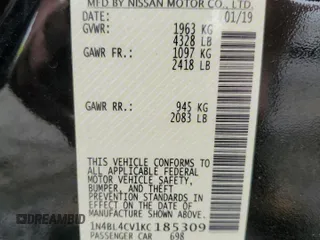 MFD BY NISSAN MOTOR CO., LTD.
DATE: 01/19
GVWR: 1963 KG
4328 LB
GAWR FR: 1097 KG
2418 LB
GAWR RR: 945 KG
2083 LB
THIS VEHICLE CONFORMS TO
ALL APPLICABLE FEDERAL
MOTOR VEHICLE SAFETY,
BUMPER, AND THEFT
PREVENTION STANDARDS IN
EFFECT ON THE DATE OF
MANUFACTURE SHOWN ABOVE.
1N4BL4CV1KC185309
PASSENGER CAR 698
DREAMBID